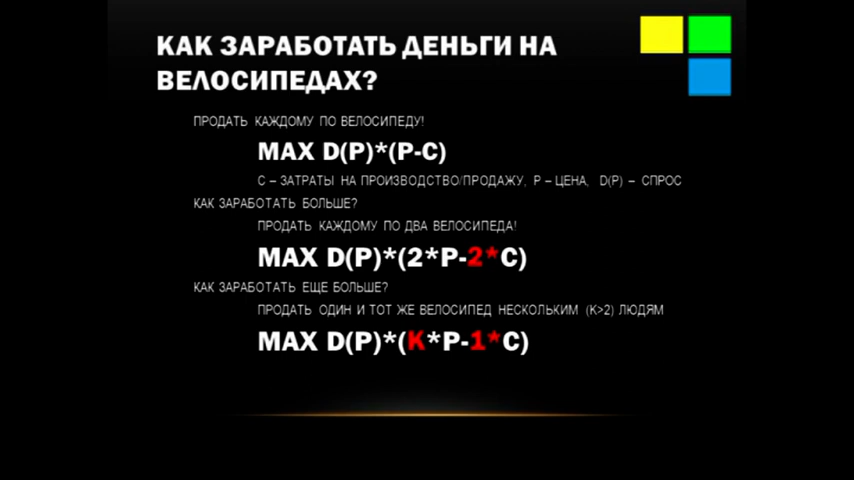 КАК ЗАРАБОТАТЬ ДЕНЬГИ НА
ВЕЛОСИПЕДАХ?
ПРОДАТЬ КАЖДОМУ ПО ВЕЛОСИПЕДУ!
MAX D(P)*(P-C)
C – ЗАТРАТЫ НА ПРОИЗВОДСТВО/ПРОДАЖУ, P – ЦЕНА, D(P) – СПРОС
КАК ЗАРАБОТАТЬ БОЛЬШЕ?
ПРОДАТЬ КАЖДОМУ ПО ДВА ВЕЛОСИПЕДА!
MAX D(P)*(2*P-2*C)
КАК ЗАРАБОТАТЬ ЕЩЕ БОЛЬШЕ?
ПРОДАТЬ ОДИН И ТОТ ЖЕ ВЕЛОСИПЕД НЕСКОЛЬКИМ (K>2) ЛЮДЯМ
MAX D(P)*(K*P-1*C)